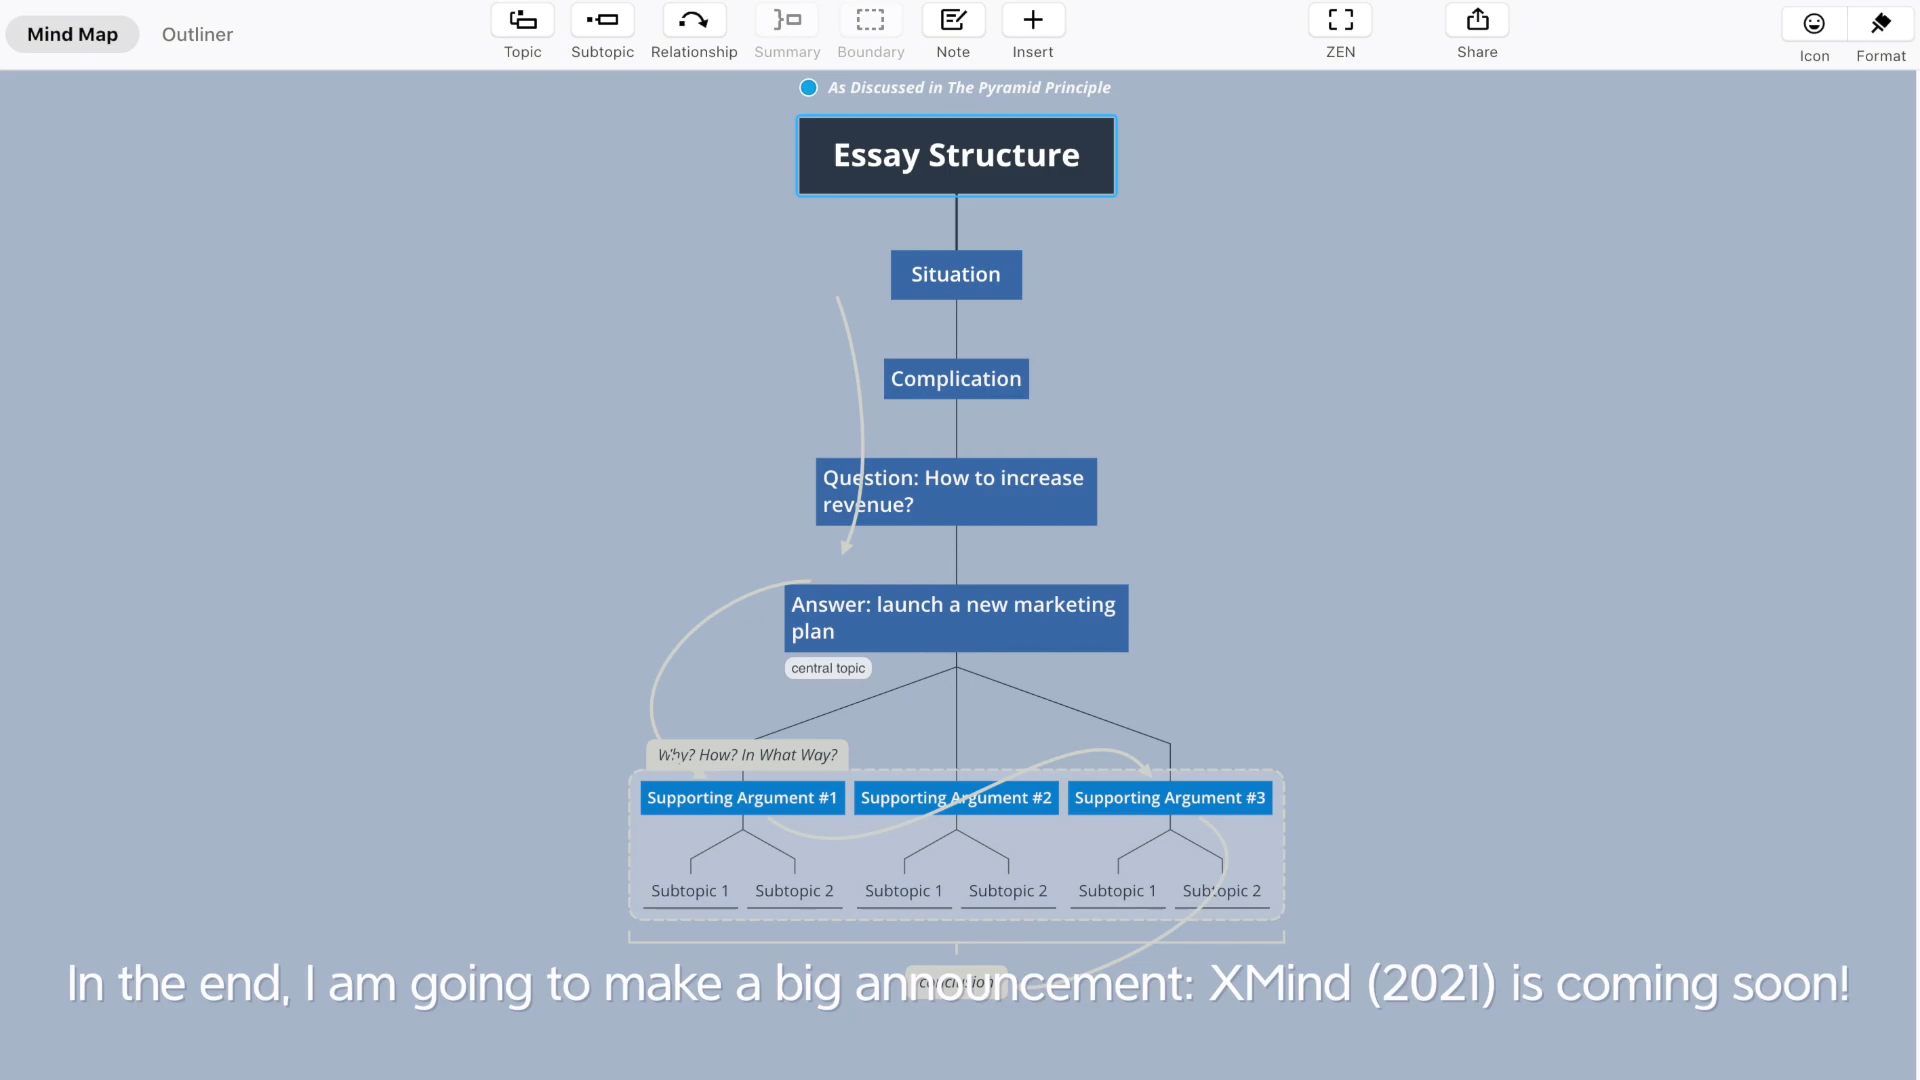 Mind Map
Outliner
Topic
Subtopic
Relationship
Summary
Boundary
Note
Insert
ZEN
Share
Icon
Format
As Discussed in The Pyramid Principle
Essay Structure
Situation
Complication
Question: How to increase
revenue?
Answer: launch a new marketing
plan
central topic
Why? How? In What Way?
Supporting Argument #1
Supporting Argument #2
Supporting Argument #3
Subtopic 1
Subtopic 2
Subtopic 1
Subtopic 2
Subtopic 1
Subtopic 2
conclusion
In the end, I am going to make a big announcement: XMind (2021) is coming soon!